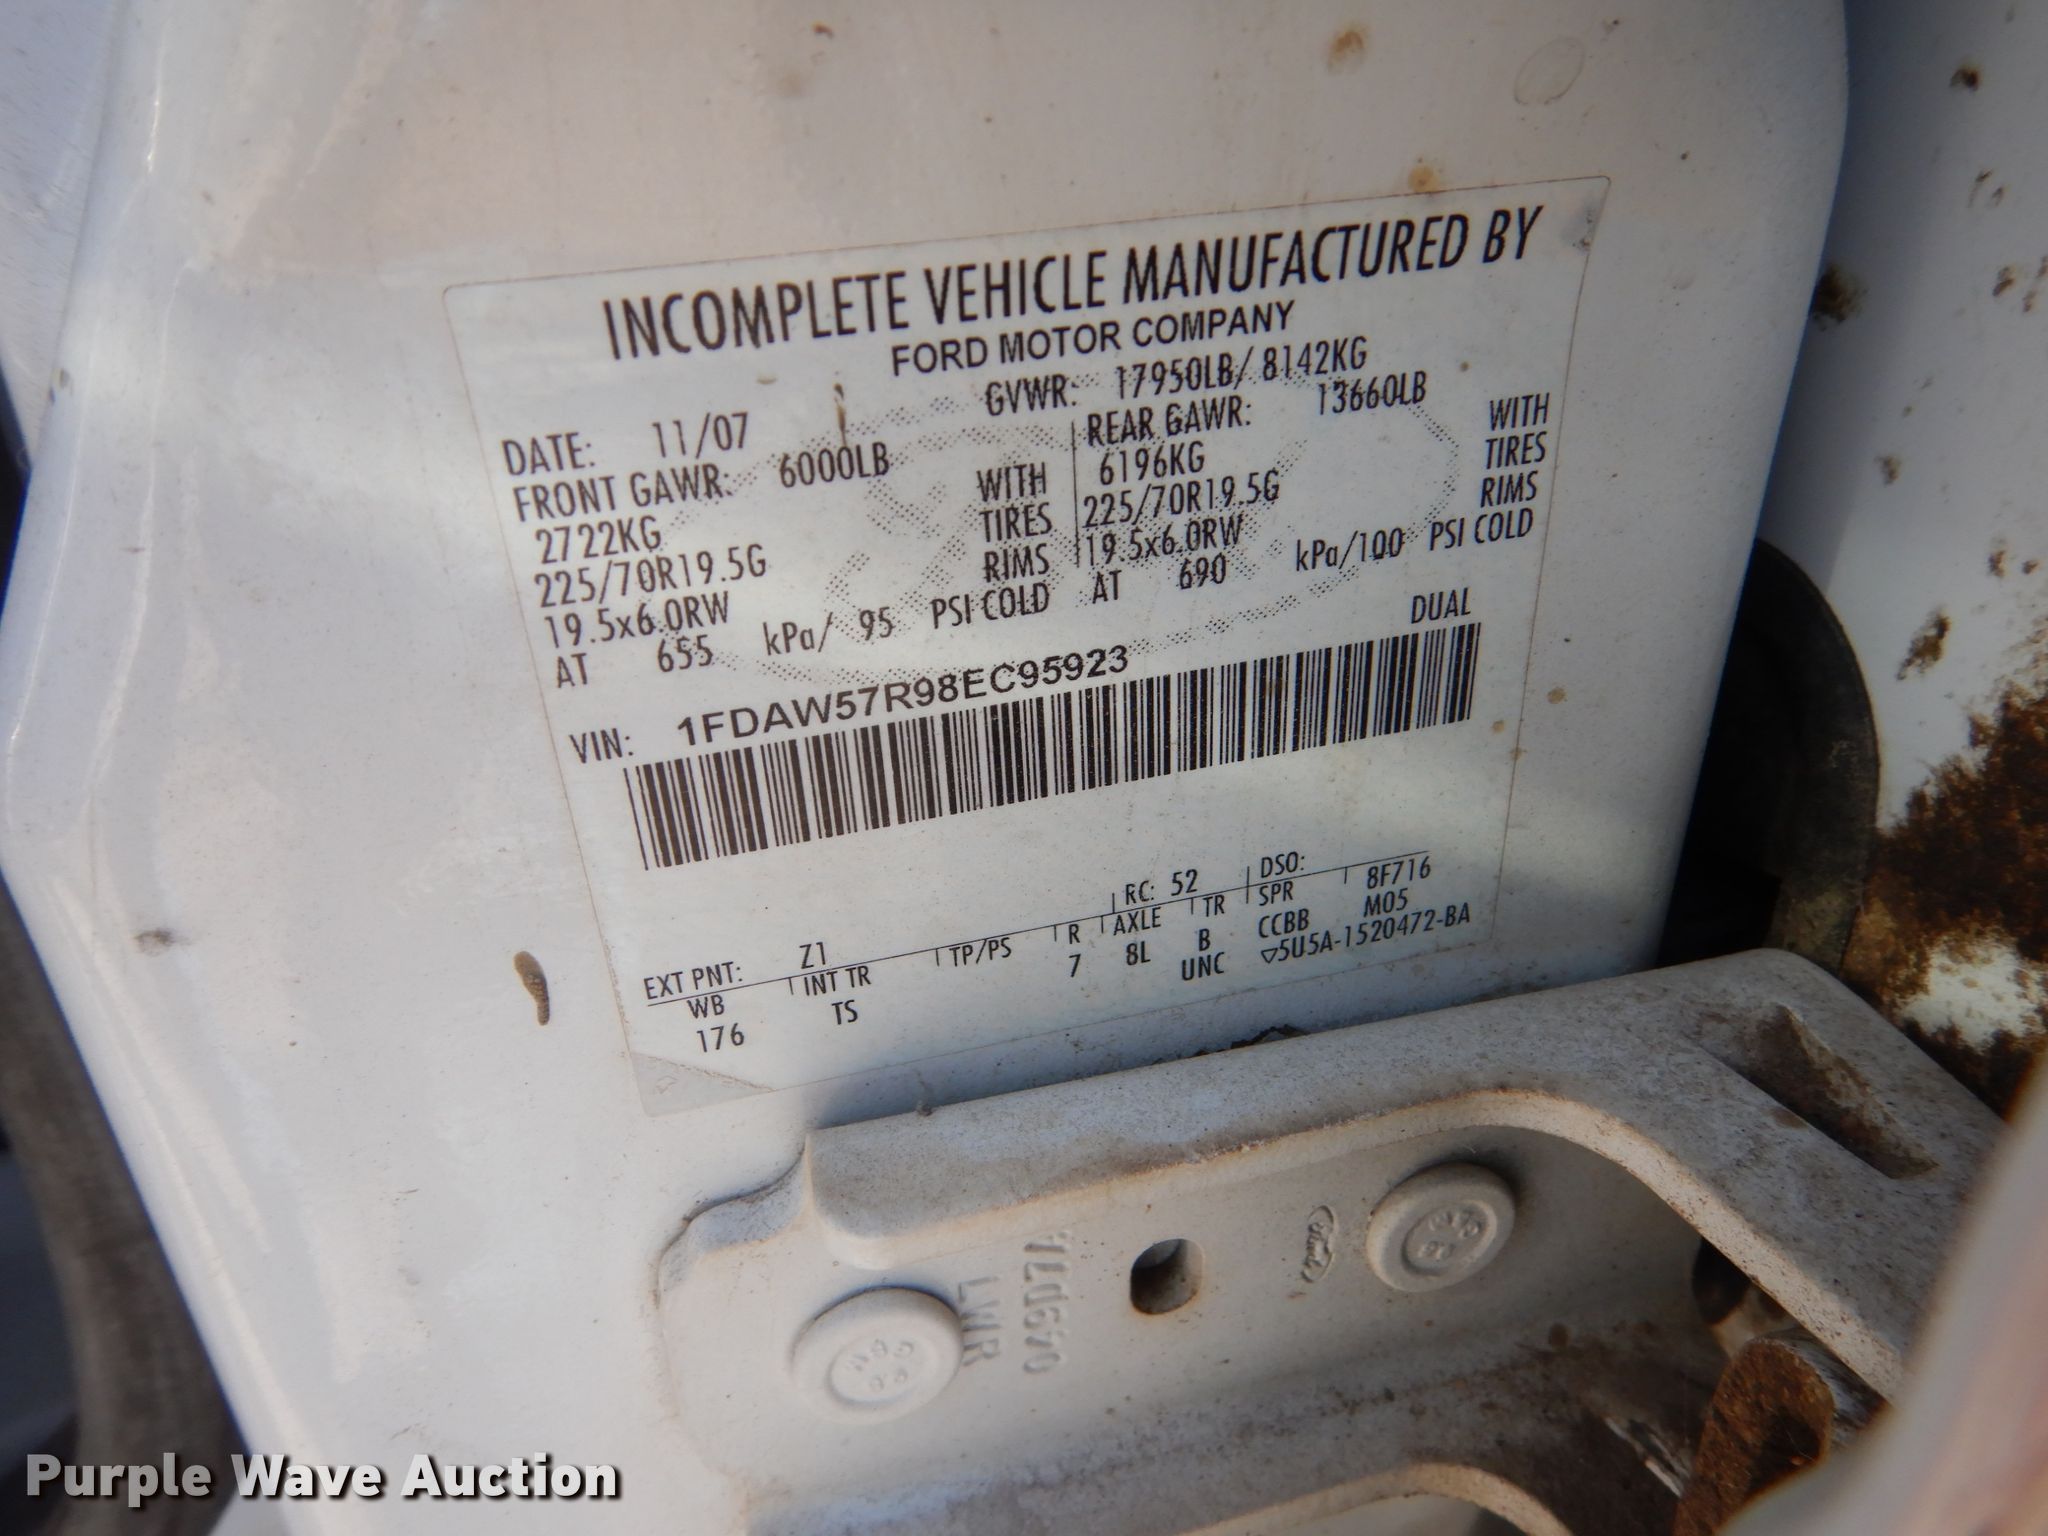 INCOMPLETE VEHICLE MANUFACTURED BY
FORD MOTOR COMPANY
DATE: 11/07 GVWR: 17950LB/ 8142KG
FRONT GAWR: 6000LB
2722KG WITH
225/70R19.5G TIRES
19.5x6.0RW RIMS
AT 655 kPa/ 95 PSI COLD
REAR GAWR: 13660LB
6196KG WITH
225/70R19.5G TIRES
19.5x6.0RW RIMS
AT 690 kPa/100 PSI COLD
DUAL
VIN: 1FDAW57R98EC95923
EXT PNT: Z1 RC: 52 DSO:
WB INT TR TP/PS R AXLE TR SPR 8F716
176 TS 7 8L B CCBB M05
UNC ▽5U5A-1520472-BA
LWR
Purple Wave Auction